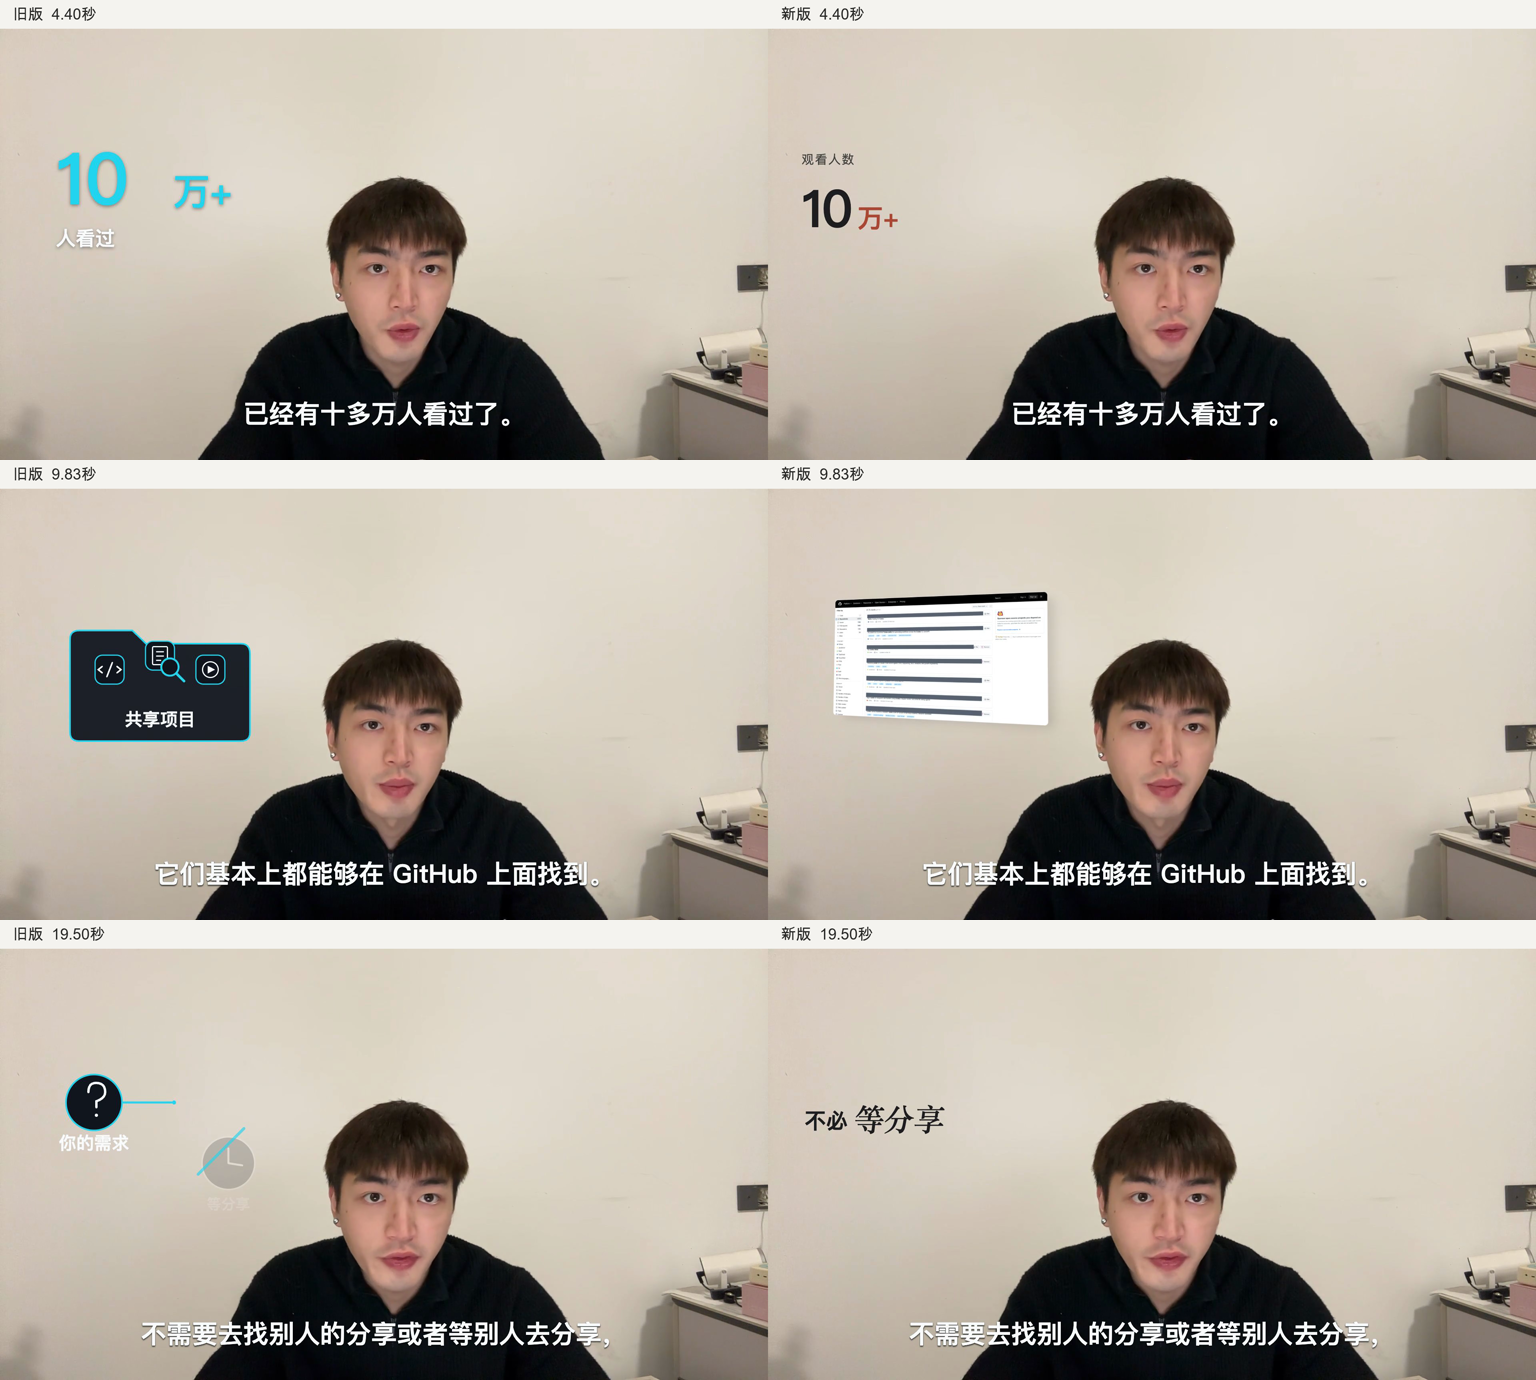 旧版 4.40秒
新版 4.40秒
10 万+
人看过
观看人数
10 万+
已经有十多万人看过了。
已经有十多万人看过了。
旧版 9.83秒
新版 9.83秒
</>
共享项目
它们基本上都能够在 GitHub 上面找到。
它们基本上都能够在 GitHub 上面找到。
旧版 19.50秒
新版 19.50秒
?
你的需求
等分享
不必 等分享
不需要去找别人的分享或者等别人去分享,
不需要去找别人的分享或者等别人去分享,